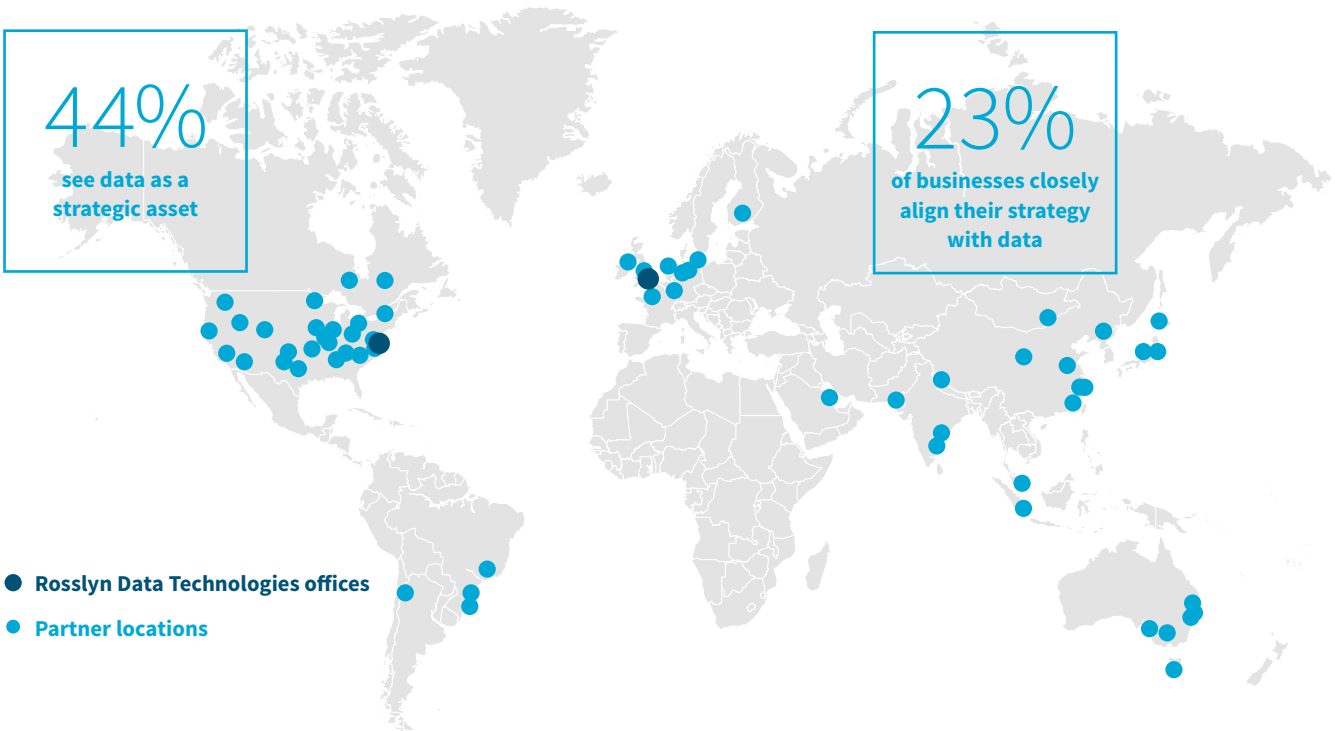 44%
see data as a
strategic asset
23%
of businesses closely
align their strategy
with data
Rosslyn Data Technologies offices
Partner locations